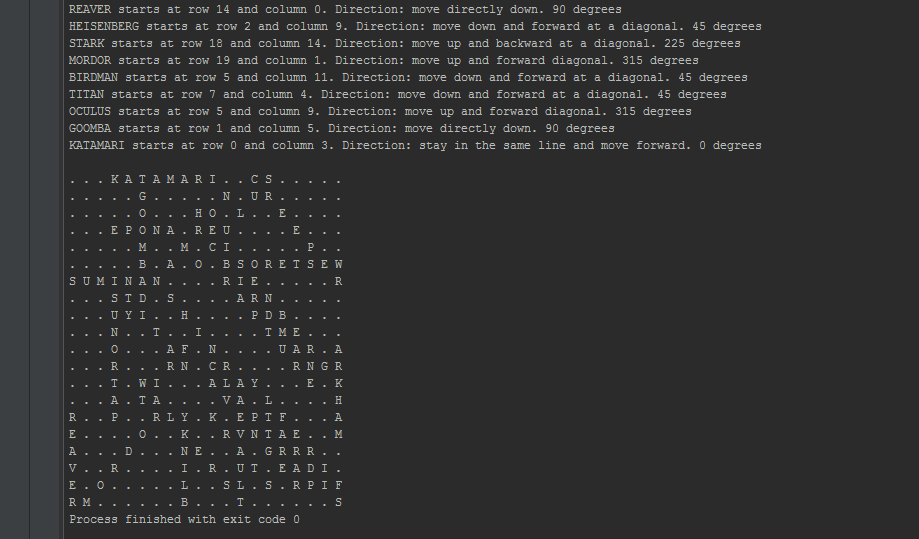 REAVER starts at row 14 and column 0. Direction: move directly down. 90 degrees
HEISENBERG starts at row 2 and column 9. Direction: move down and forward at a diagonal. 45 degrees
STARK starts at row 18 and column 14. Direction: move up and backward at a diagonal. 225 degrees
MORDOR starts at row 19 and column 1. Direction: move up and forward diagonal. 315 degrees
BIRDMAN starts at row 5 and column 11. Direction: move down and forward at a diagonal. 45 degrees
TITAN starts at row 7 and column 4. Direction: move down and forward at a diagonal. 45 degrees
OCULUS starts at row 5 and column 9. Direction: move up and forward diagonal. 315 degrees
GOOMBA starts at row 1 and column 5. Direction: move directly down. 90 degrees
KATAMARI starts at row 0 and column 3. Direction: stay in the same line and move forward. 0 degrees
. . . K A T A M A R I . . C S . . . . .
. . . . . G . . . . . N . U R . . . . .
. . . . . O . . . H O . L . . E . . . .
. . . E P O N A . R E U . . . . E . . .
. . . . . M . . M . C I . . . . . P . .
. . . . . B . A . O . B S O R E T S E W
S U M I N A N . . . . R I E . . . . . R
. . . S T D . S . . . . A R N . . . . .
. . . U Y I . . H . . . . P D B . . . .
. . . N . . T . . I . . . . T M E . . .
. . . O . . . A F . N . . . . U A R . A
. . . R . . . R N . C R . . . . R N G R
. . . T . W I . . . A L A Y . . . E . K
. . . A . T A . . . . V A . L . . . . H
R . . P . . R L Y . K . E P T F . . . A
E . . . . O . . K . . R V N T A E . . M
A . . . D . . . N E . . A . G R R R . .
V . . R . . . . I . R . U T . E A D I .
E . O . . . . . L . . S L . S . R P I F
R M . . . . . . B . . . T . . . . . . S
Process finished with exit code 0